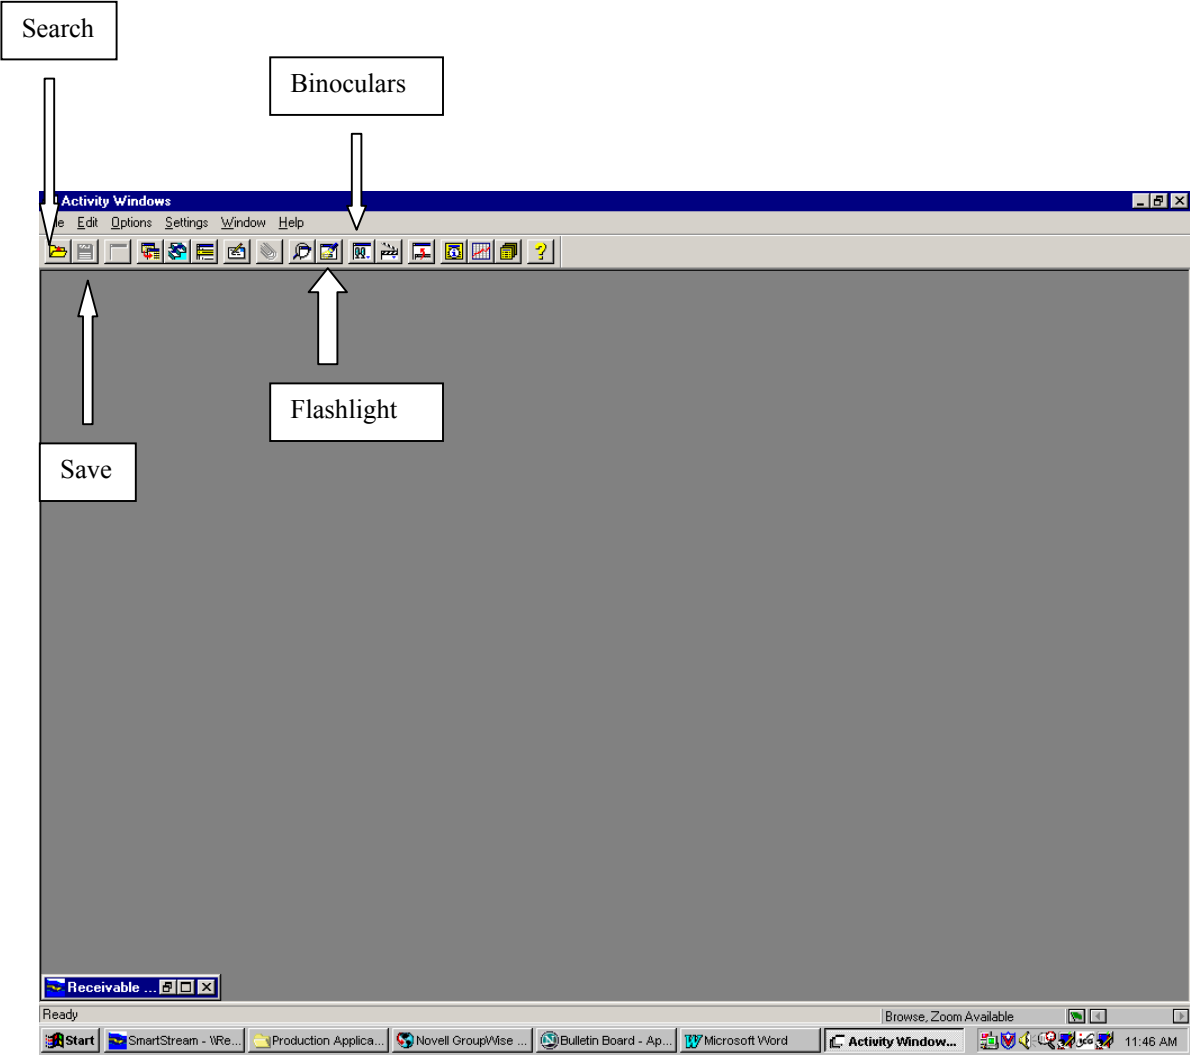 Search
Binoculars
Activity Windows
Edit Options Settings Window Help
Flashlight
Save
Receivable ...
Ready
Browse, Zoom Available
Start SmartStream - \\Re... Production Applica... Novell GroupWise ... Bulletin Board - Ap... Microsoft Word Activity Window... 11:46 AM